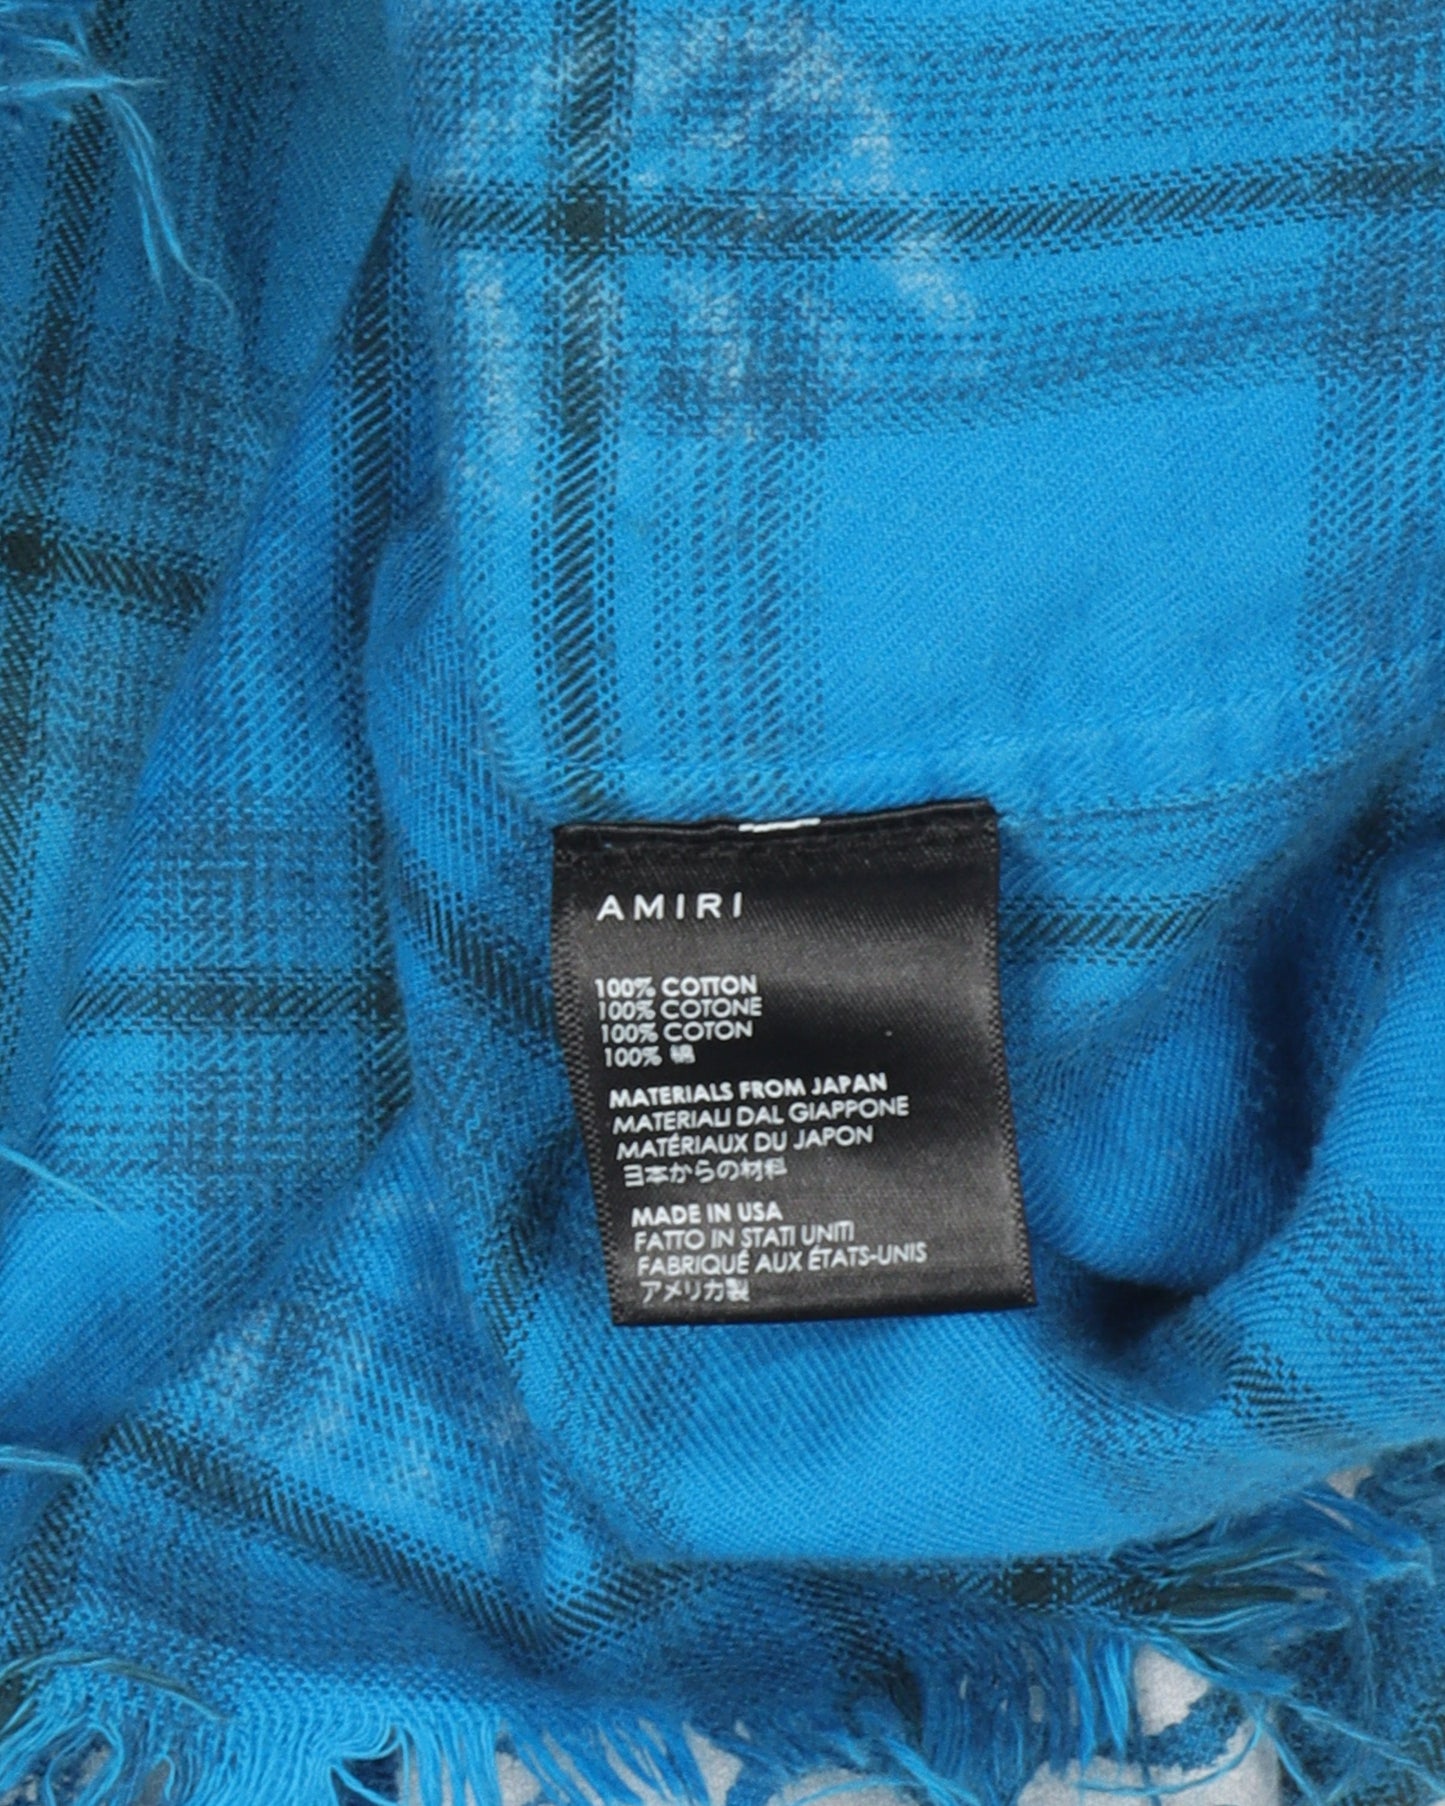 AMIRI
100% COTTON
100% COTONE
100% COTON
100% 綿
MATERIALS FROM JAPAN
MATERIALI DAL GIAPPONE
MATÉRIAUX DU JAPON
日本からの材料
MADE IN USA
FATTO IN STATI UNITI
FABRIQUÉ AUX ÉTATS-UNIS
アメリカ製